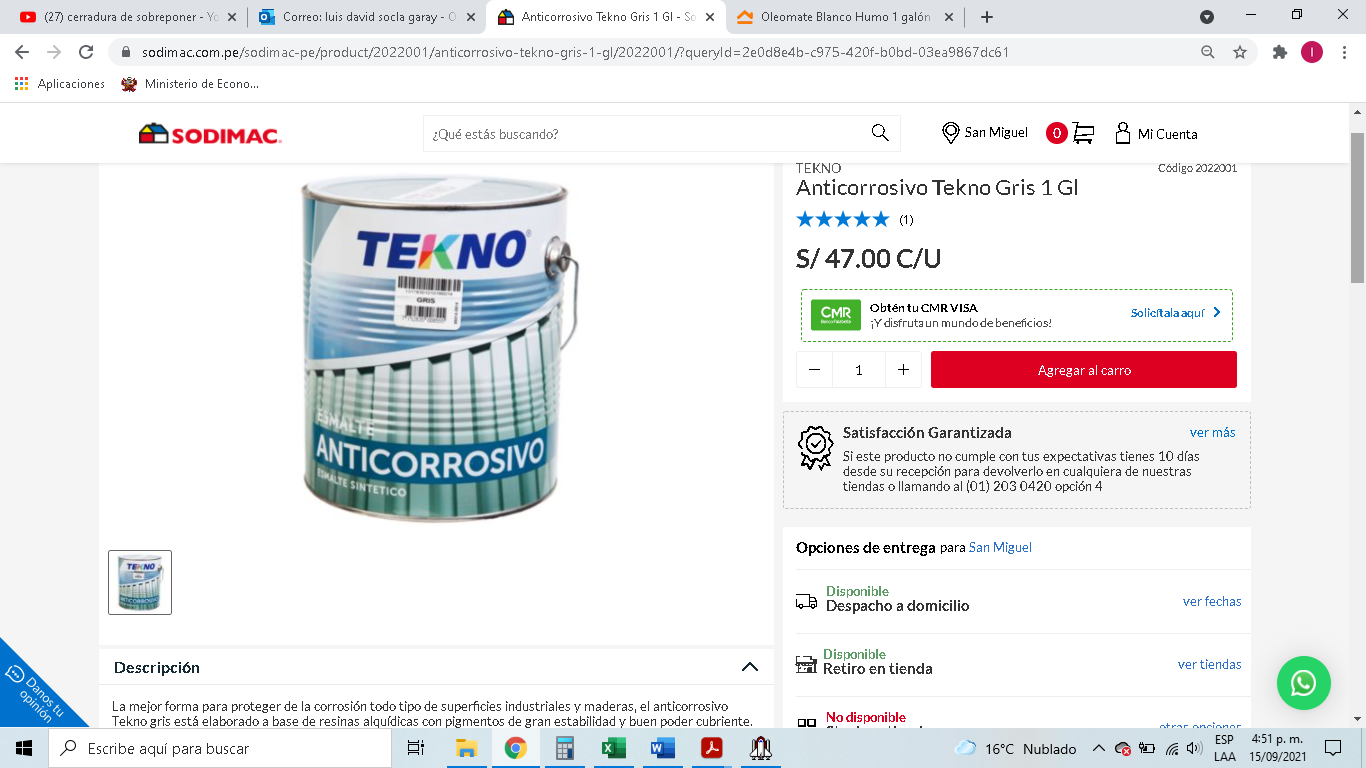 (27) cerradura de sobreponer - Yo
Correo: luis david socla garay - O
Anticorrosivo Tekno Gris 1 Gl - So
Oleomate Blanco Humo 1 galón
sodimac.com.pe/sodimac-pe/product/2022001/anticorrosivo-tekno-gris-1-gl/2022001/?queryId=2e0d8e4b-c975-420f-b0bd-03ea9867dc61
I
Aplicaciones
Ministerio de Econo...
SODIMAC
¿Qué estás buscando?
San Miguel
0
Mi Cuenta
TEKNO
Código 2022001
Anticorrosivo Tekno Gris 1 Gl
(1)
S/ 47.00 C/U
CMR
Obtén tu CMR VISA
¡Y disfruta un mundo de beneficios!
Solicítala aquí
1
Agregar al carro
TEKNO
GRIS
ESMALTE
ANTICORROSIVO
ESMALTE SINTETICO
Satisfacción Garantizada
ver más
Si este producto no cumple con tus expectativas tienes 10 días
desde su recepción para devolverlo en cualquiera de nuestras
tiendas o llamando al (01) 203 0420 opción 4
Opciones de entrega para San Miguel
Disponible
Despacho a domicilio
ver fechas
Disponible
Retiro en tienda
ver tiendas
No disponible
otras opciones
TEKNO
ANTICORROSIVO
Descripción
La mejor forma para proteger de la corrosión todo tipo de superficies industriales y maderas, el anticorrosivo
Tekno gris está elaborado a base de resinas alquídicas con pigmentos de gran estabilidad y buen poder cubriente.
Danos tu
opinión
Escribe aquí para buscar
16°C Nublado
ESP
LAA
4:51 p. m.
15/09/2021